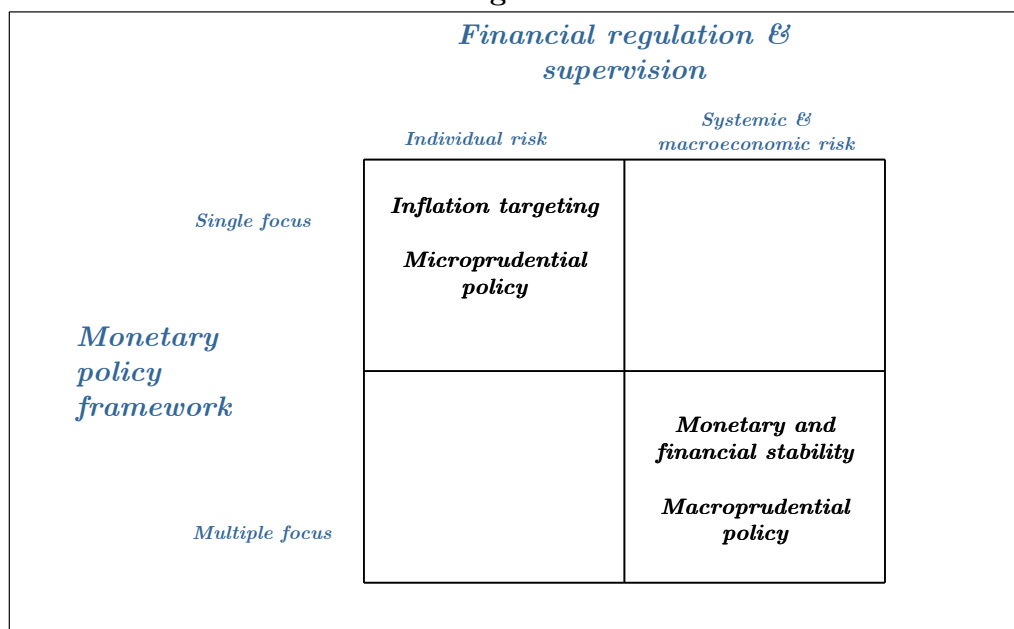 Financial regulation &
supervision
Individual risk
Systemic &
macroeconomic risk
Single focus
Inflation targeting
Microprudential
policy
Monetary
policy
framework
Monetary and
financial stability
Macroprudential
policy
Multiple focus